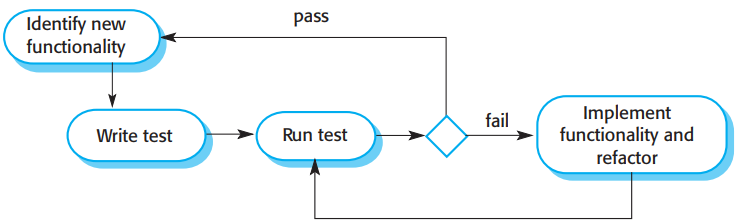 Identify new
functionality
pass
Write test
Run test
fail
Implement
functionality and
refactor